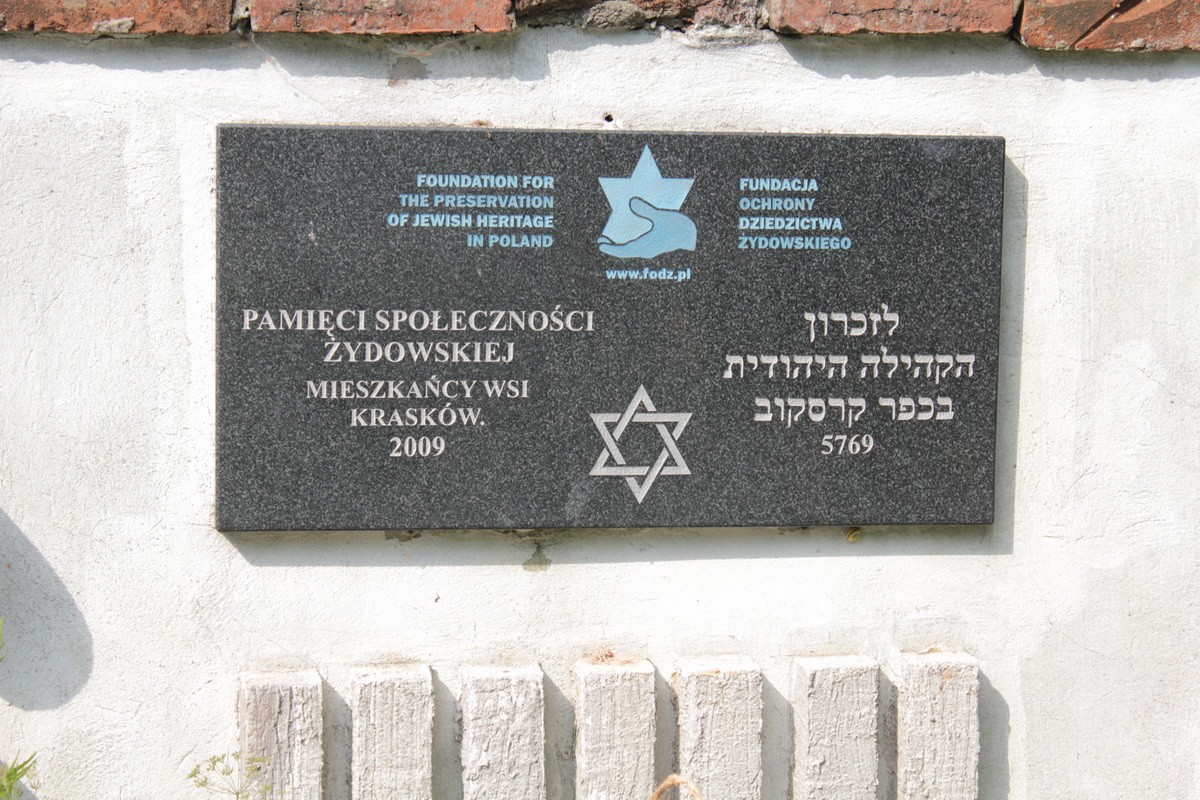 FOUNDATION FOR
THE PRESERVATION
OF JEWISH HERITAGE
IN POLAND
www.fodz.pl
FUNDACJA
OCHRONY
DZIEDZICTWA
ŻYDOWSKIEGO
PAMIĘCI SPOŁECZNOŚCI
ŻYDOWSKIEJ
MIESZKAŃCY WSI
KRASKÓW.
2009
לזכרון
הקהילה היהודית
בכפר קרסקוב
5769